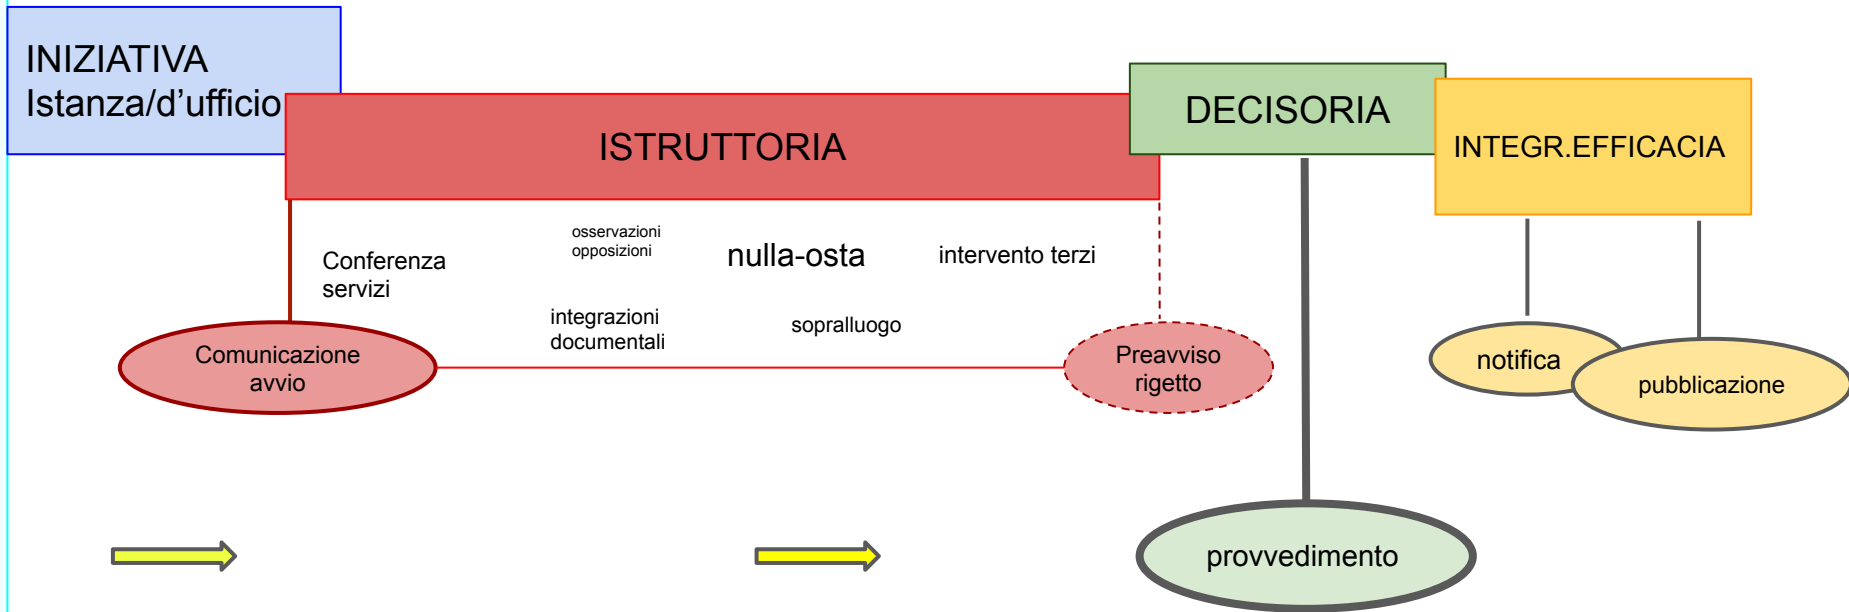 INIZIATIVA
Istanza/d’ufficio
ISTRUTTORIA
DECISORIA
INTEGR.EFFICACIA
Conferenza
servizi
osservazioni
opposizioni
nulla-osta
intervento terzi
integrazioni
documentali
sopralluogo
Comunicazione
avvio
Preavviso
rigetto
notifica
pubblicazione
provvedimento